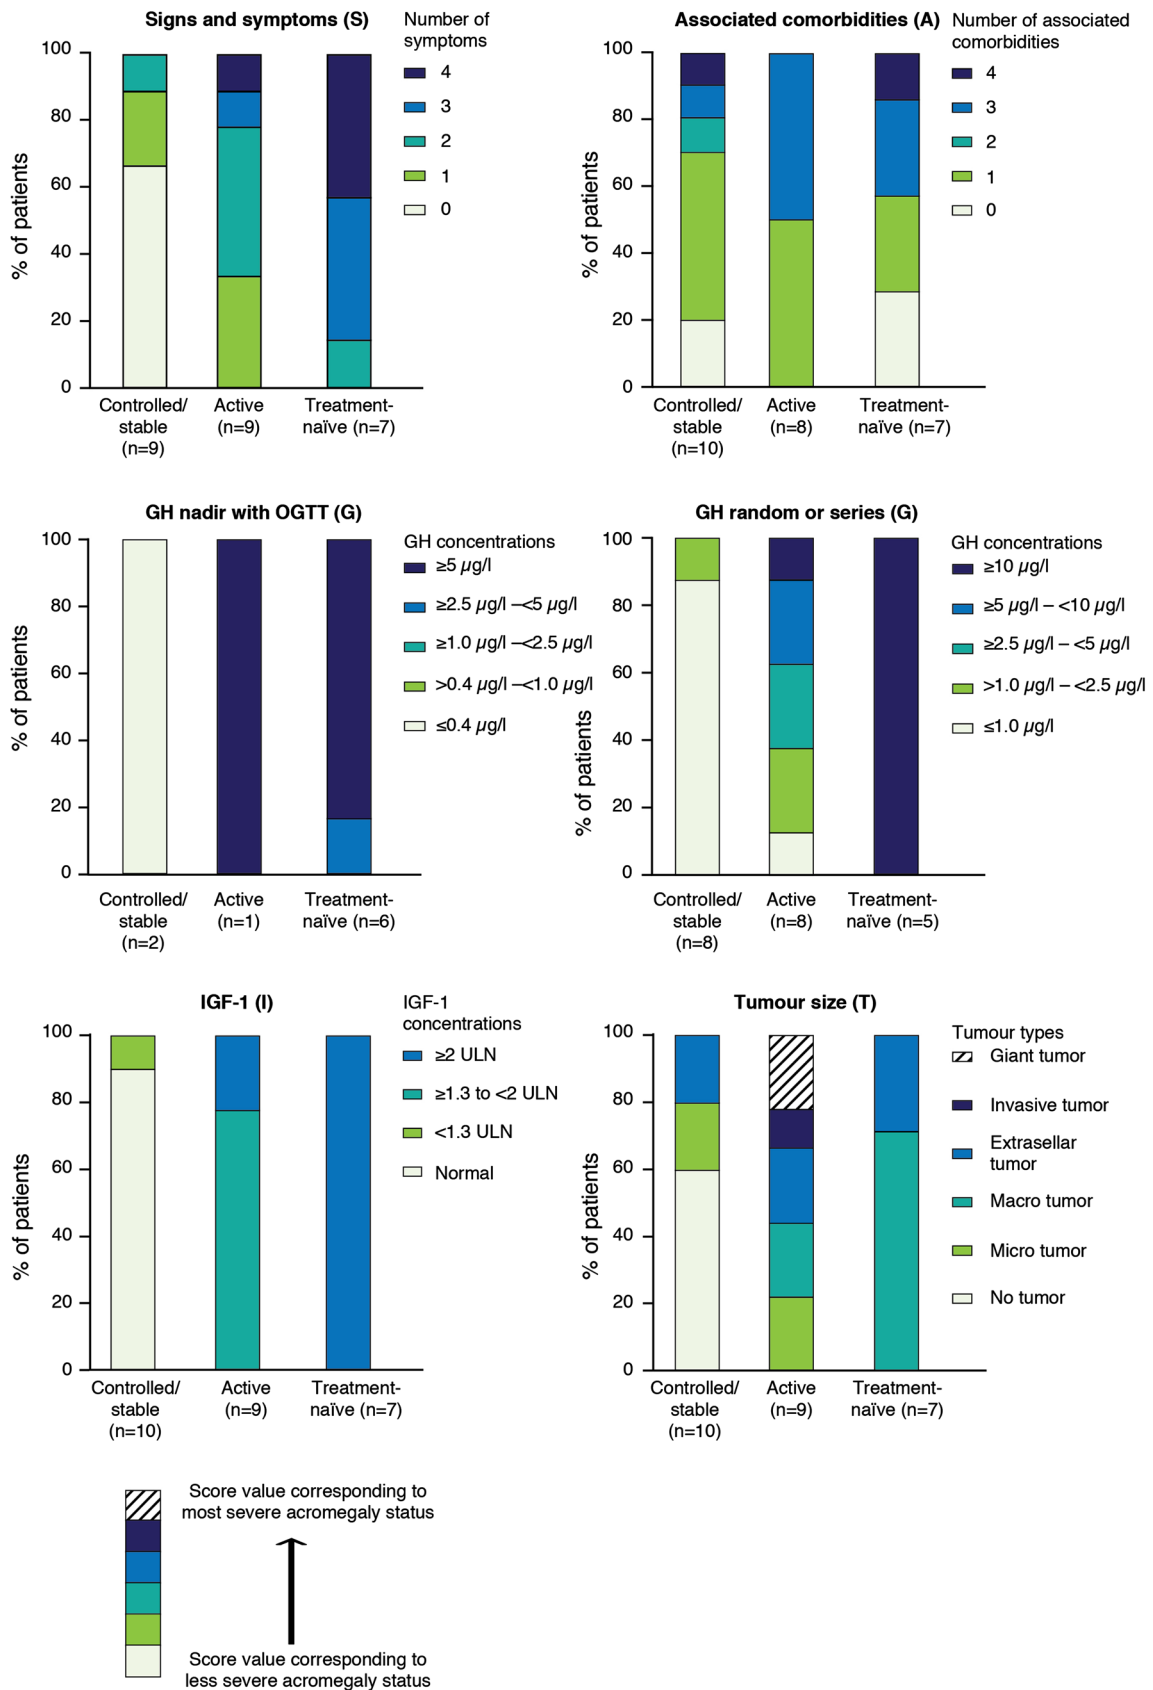 Signs and symptoms (S)
Number of
symptoms
4
3
2
1
0
% of patients
100
80
60
40
20
0
Controlled/
stable
(n=9)
Active
(n=9)
Treatment-
naïve (n=7)
Associated comorbidities (A)
Number of associated
comorbidities
4
3
2
1
0
% of patients
100
80
60
40
20
0
Controlled/
stable
(n=10)
Active
(n=8)
Treatment-
naïve (n=7)
GH nadir with OGTT (G)
GH concentrations
≥5 µg/l
≥2.5 µg/l –<5 µg/l
≥1.0 µg/l –<2.5 µg/l
>0.4 µg/l –<1.0 µg/l
≤0.4 µg/l
% of patients
100
80
60
40
20
0
Controlled/
stable
(n=2)
Active
(n=1)
Treatment-
naïve (n=6)
GH random or series (G)
GH concentrations
≥10 µg/l
≥5 µg/l – <10 µg/l
≥2.5 µg/l – <5 µg/l
>1.0 µg/l – <2.5 µg/l
≤1.0 µg/l
% of patients
100
80
60
40
20
0
Controlled/
stable
(n=8)
Active
(n=8)
Treatment-
naïve (n=5)
IGF-1 (I)
IGF-1
concentrations
≥2 ULN
≥1.3 to <2 ULN
<1.3 ULN
Normal
% of patients
100
80
60
40
20
0
Controlled/
stable
(n=10)
Active
(n=9)
Treatment-
naïve (n=7)
Tumour size (T)
Tumour types
Giant tumor
Invasive tumor
Extrasellar
tumor
Macro tumor
Micro tumor
No tumor
% of patients
100
80
60
40
20
0
Controlled/
stable
(n=10)
Active
(n=9)
Treatment-
naïve (n=7)
Score value corresponding to
most severe acromegaly status
Score value corresponding to
less severe acromegaly status